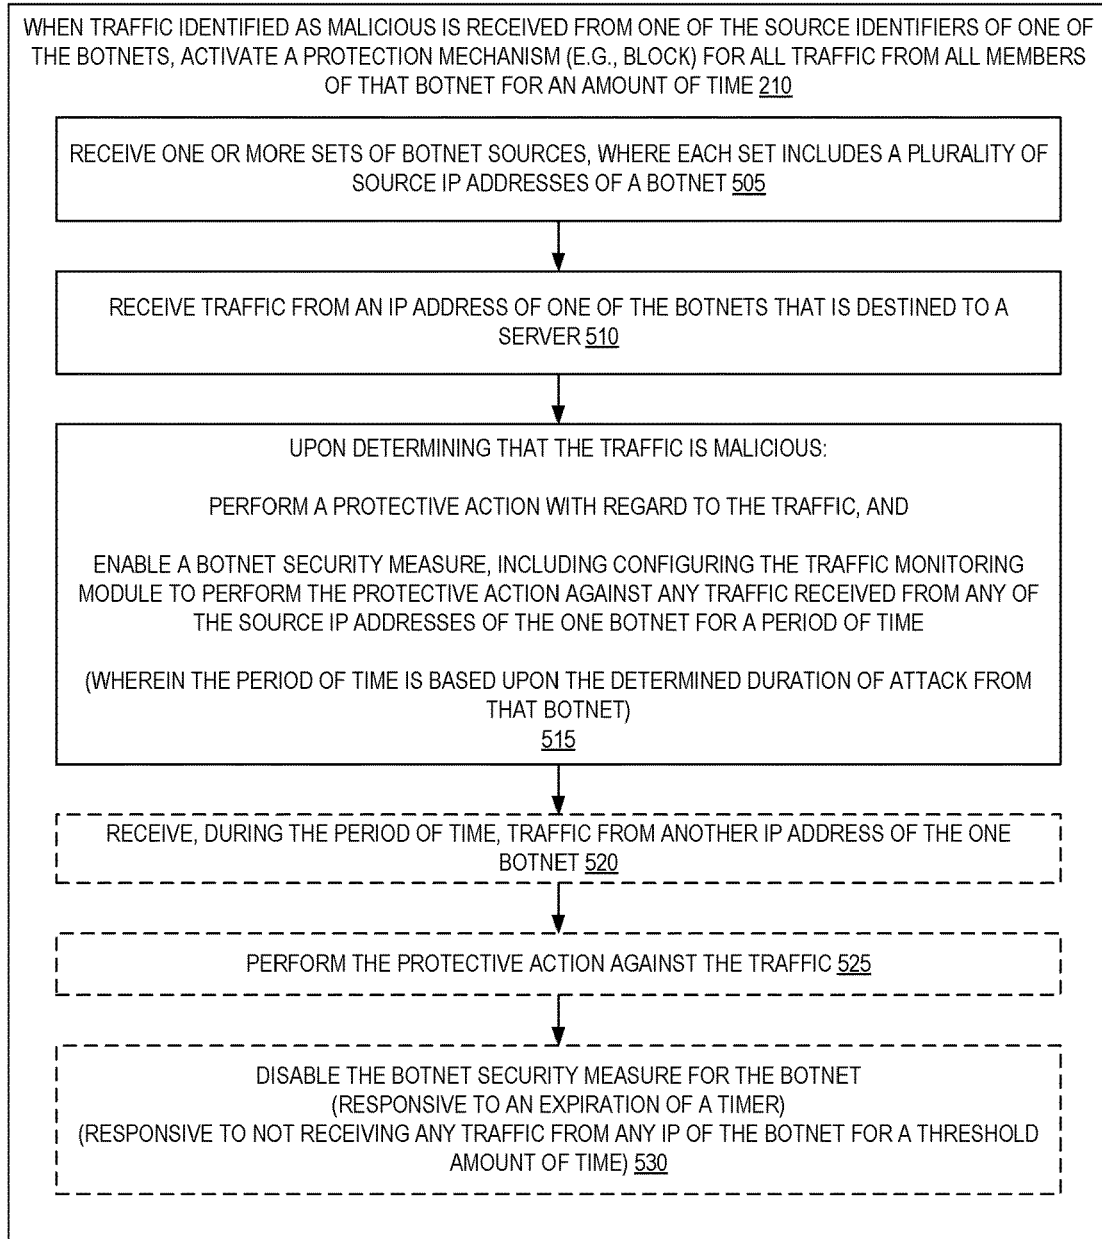 WHEN TRAFFIC IDENTIFIED AS MALICIOUS IS RECEIVED FROM ONE OF THE SOURCE IDENTIFIERS OF ONE OF
THE BOTNETS, ACTIVATE A PROTECTION MECHANISM (E.G., BLOCK) FOR ALL TRAFFIC FROM ALL MEMBERS
OF THAT BOTNET FOR AN AMOUNT OF TIME 210
RECEIVE ONE OR MORE SETS OF BOTNET SOURCES, WHERE EACH SET INCLUDES A PLURALITY OF
SOURCE IP ADDRESSES OF A BOTNET 505
RECEIVE TRAFFIC FROM AN IP ADDRESS OF ONE OF THE BOTNETS THAT IS DESTINED TO A
SERVER 510
UPON DETERMINING THAT THE TRAFFIC IS MALICIOUS:
PERFORM A PROTECTIVE ACTION WITH REGARD TO THE TRAFFIC, AND
ENABLE A BOTNET SECURITY MEASURE, INCLUDING CONFIGURING THE TRAFFIC MONITORING
MODULE TO PERFORM THE PROTECTIVE ACTION AGAINST ANY TRAFFIC RECEIVED FROM ANY OF
THE SOURCE IP ADDRESSES OF THE ONE BOTNET FOR A PERIOD OF TIME
(WHEREIN THE PERIOD OF TIME IS BASED UPON THE DETERMINED DURATION OF ATTACK FROM
THAT BOTNET)
515
RECEIVE, DURING THE PERIOD OF TIME, TRAFFIC FROM ANOTHER IP ADDRESS OF THE ONE
BOTNET 520
PERFORM THE PROTECTIVE ACTION AGAINST THE TRAFFIC 525
DISABLE THE BOTNET SECURITY MEASURE FOR THE BOTNET
(RESPONSIVE TO AN EXPIRATION OF A TIMER)
(RESPONSIVE TO NOT RECEIVING ANY TRAFFIC FROM ANY IP OF THE BOTNET FOR A THRESHOLD
AMOUNT OF TIME) 530